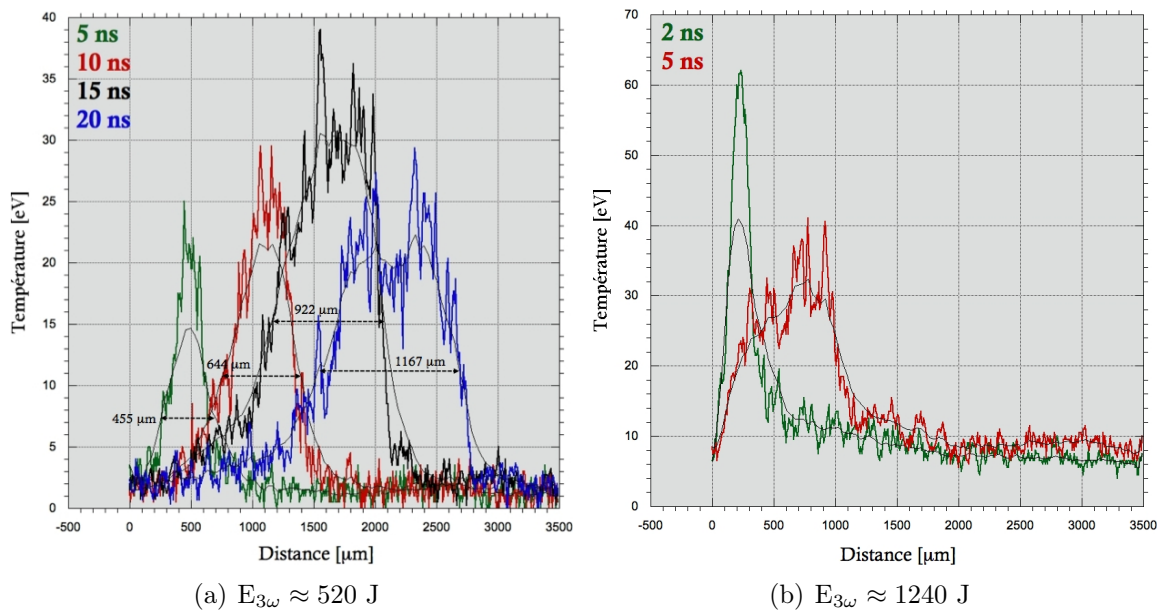 5 ns
10 ns
15 ns
20 ns
455 µm
644 µm
922 µm
1167 µm
Température [eV]
0
5
10
15
20
25
30
35
40
-500
0
500
1000
1500
2000
2500
3000
3500
Distance [µm]
(a) E3ω ≈ 520 J
2 ns
5 ns
Température [eV]
0
10
20
30
40
50
60
70
-500
0
500
1000
1500
2000
2500
3000
3500
Distance [µm]
(b) E3ω ≈ 1240 J